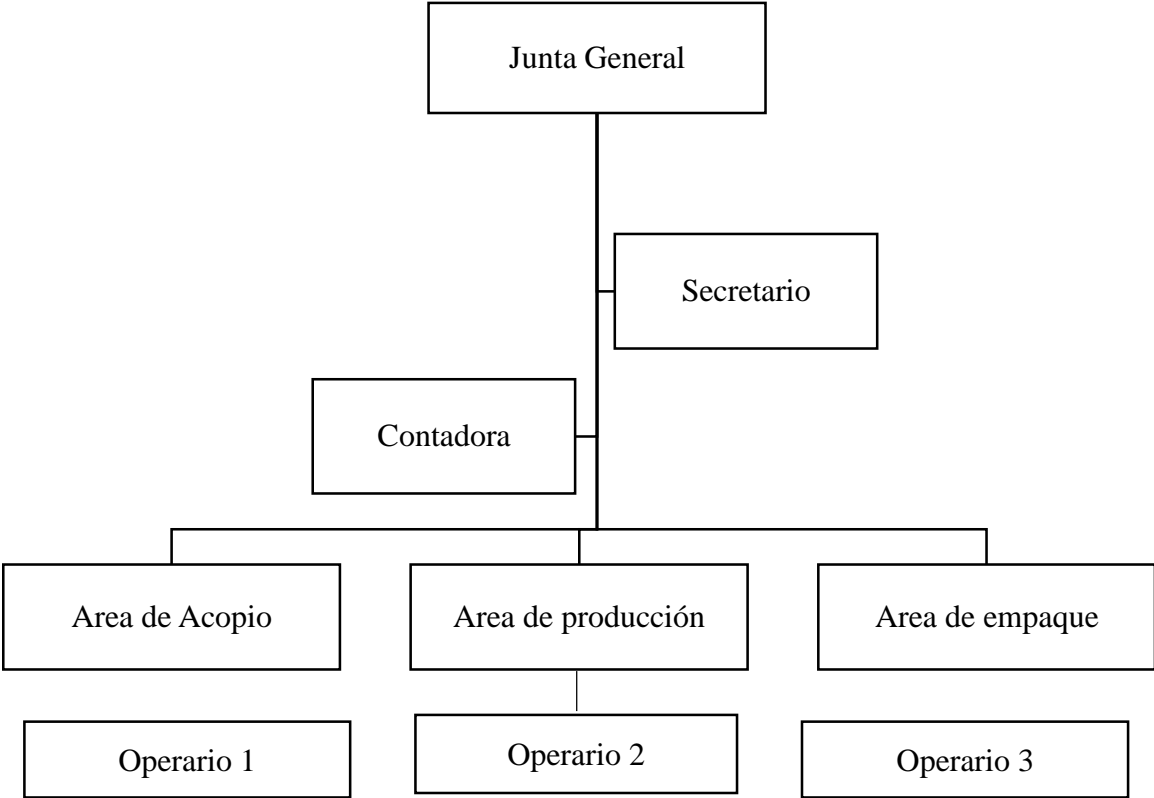 Junta General
Secretario
Contadora
Area de Acopio
Area de producción
Area de empaque
Operario 1
Operario 2
Operario 3